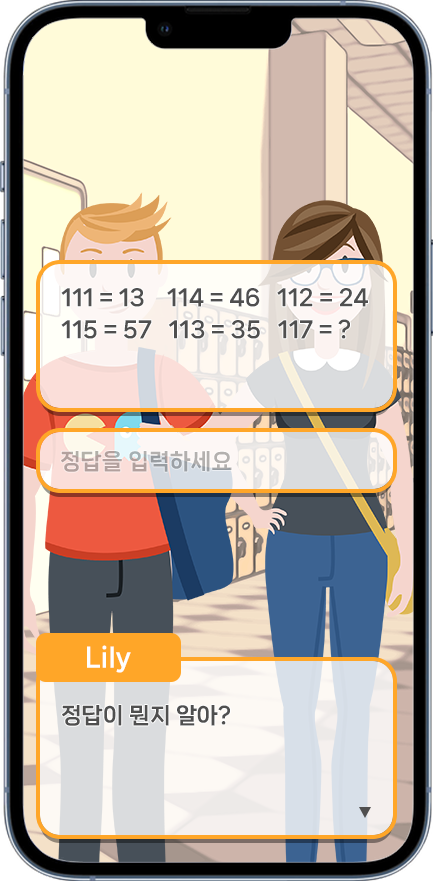 111 = 13 114 = 46 112 = 24
115 = 57 113 = 35 117 = ?
정답을 입력하세요
Lily
정답이 뭔지 알아?